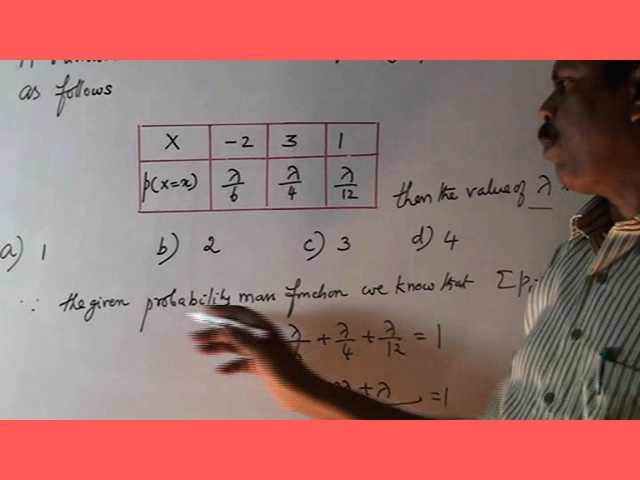 as follows
X -2 3 1
p(x=x) λ/6 λ/4 λ/12
then the value of λ
a) 1 b) 2 c) 3 d) 4
∵ the given probability mass function we know that Σpi
+ λ/4 + λ/12 = 1
+ λ = 1